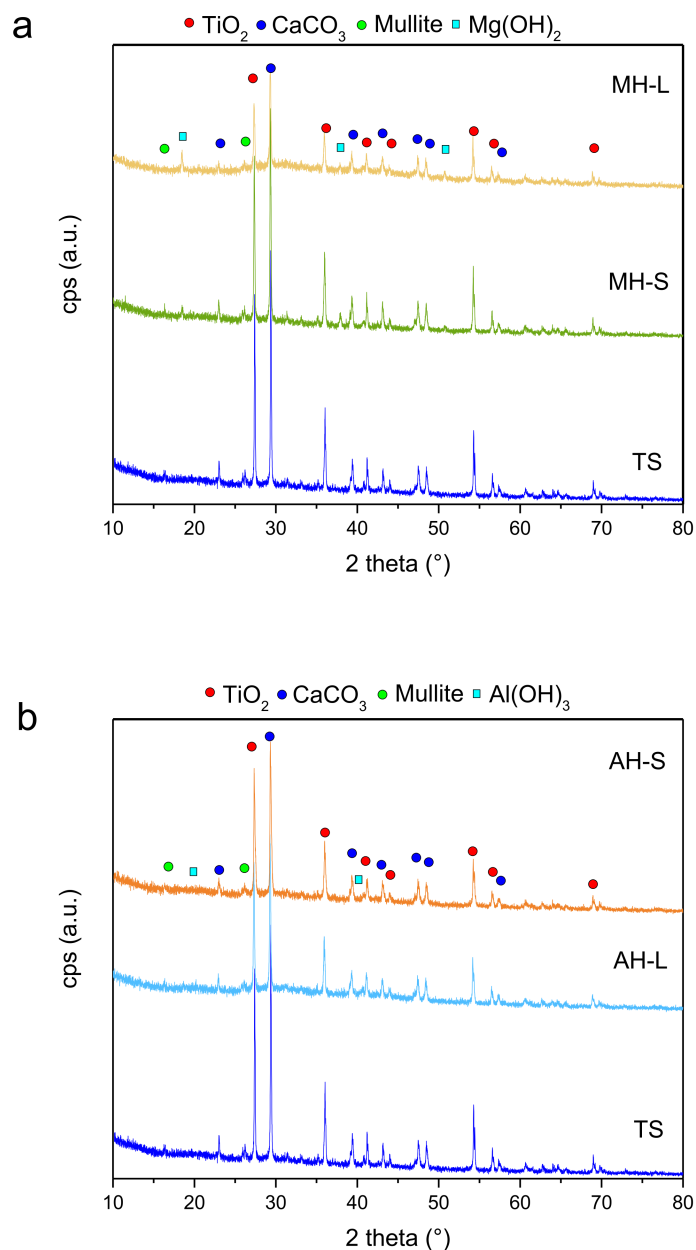 a
TiO2 CaCO3 Mullite Mg(OH)2
MH-L
MH-S
TS
cps (a.u.)
10 20 30 40 50 60 70 80
2 theta (°)
b
TiO2 CaCO3 Mullite Al(OH)3
AH-S
AH-L
TS
cps (a.u.)
10 20 30 40 50 60 70 80
2 theta (°)